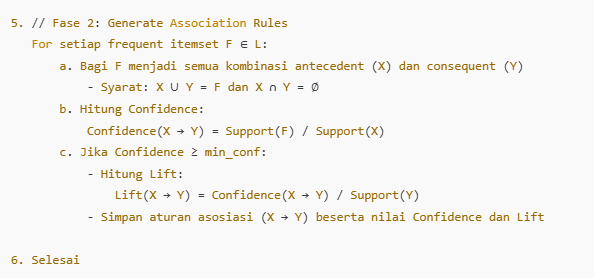 5. // Fase 2: Generate Association Rules
For setiap frequent itemset F ∈ L:
a. Bagi F menjadi semua kombinasi antecedent (X) dan consequent (Y)
- Syarat: X ∪ Y = F dan X ∩ Y = Ø
b. Hitung Confidence:
Confidence(X → Y) = Support(F) / Support(X)
c. Jika Confidence ≥ min_conf:
- Hitung Lift:
Lift(X → Y) = Confidence(X → Y) / Support(Y)
- Simpan aturan asosiasi (X → Y) beserta nilai Confidence dan Lift
6. Selesai